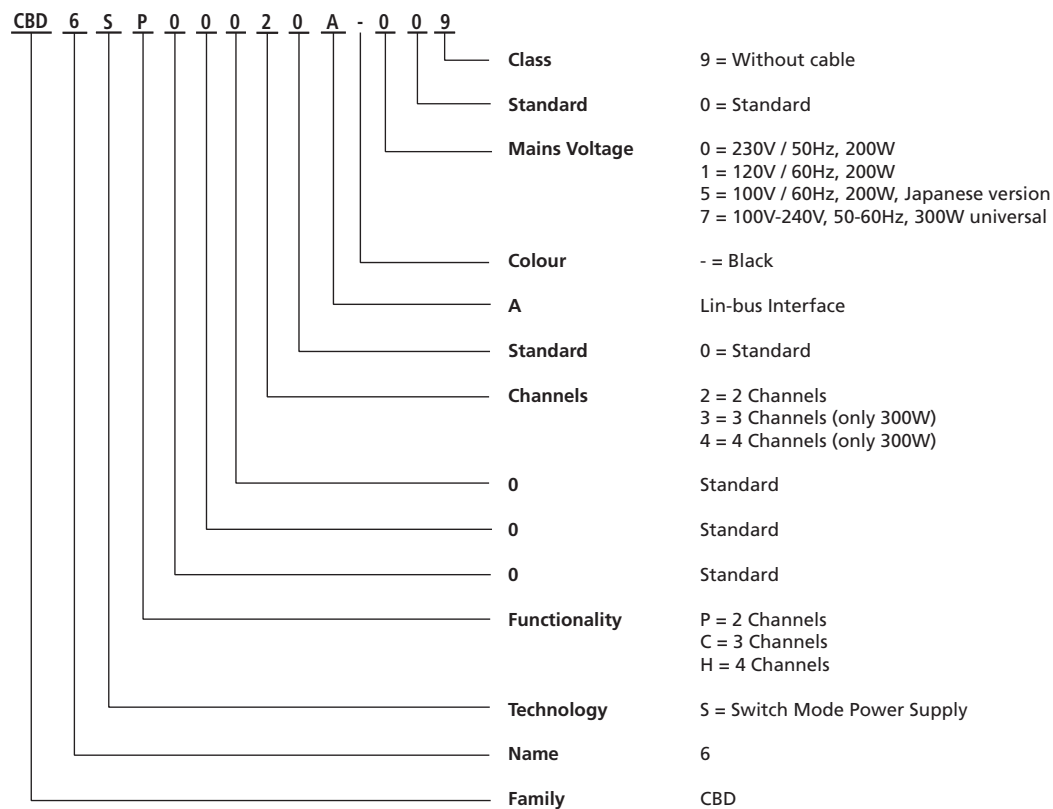 CBD 6 S P 0 0 0 2 0 A - 0 0 9
Class 9 = Without cable
Standard 0 = Standard
Mains Voltage 0 = 230V / 50Hz, 200W
1 = 120V / 60Hz, 200W
5 = 100V / 60Hz, 200W, Japanese version
7 = 100V-240V, 50-60Hz, 300W universal
Colour - = Black
A Lin-bus Interface
Standard 0 = Standard
Channels 2 = 2 Channels
3 = 3 Channels (only 300W)
4 = 4 Channels (only 300W)
0 Standard
0 Standard
0 Standard
Functionality P = 2 Channels
C = 3 Channels
H = 4 Channels
Technology S = Switch Mode Power Supply
Name 6
Family CBD